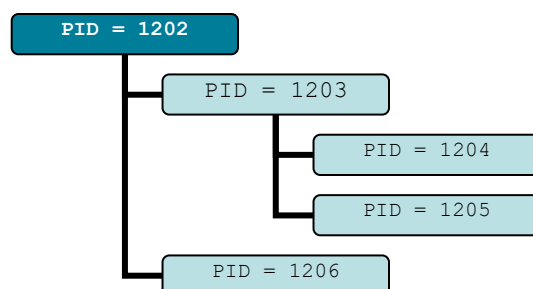 PID = 1202
PID = 1203
PID = 1204
PID = 1205
PID = 1206